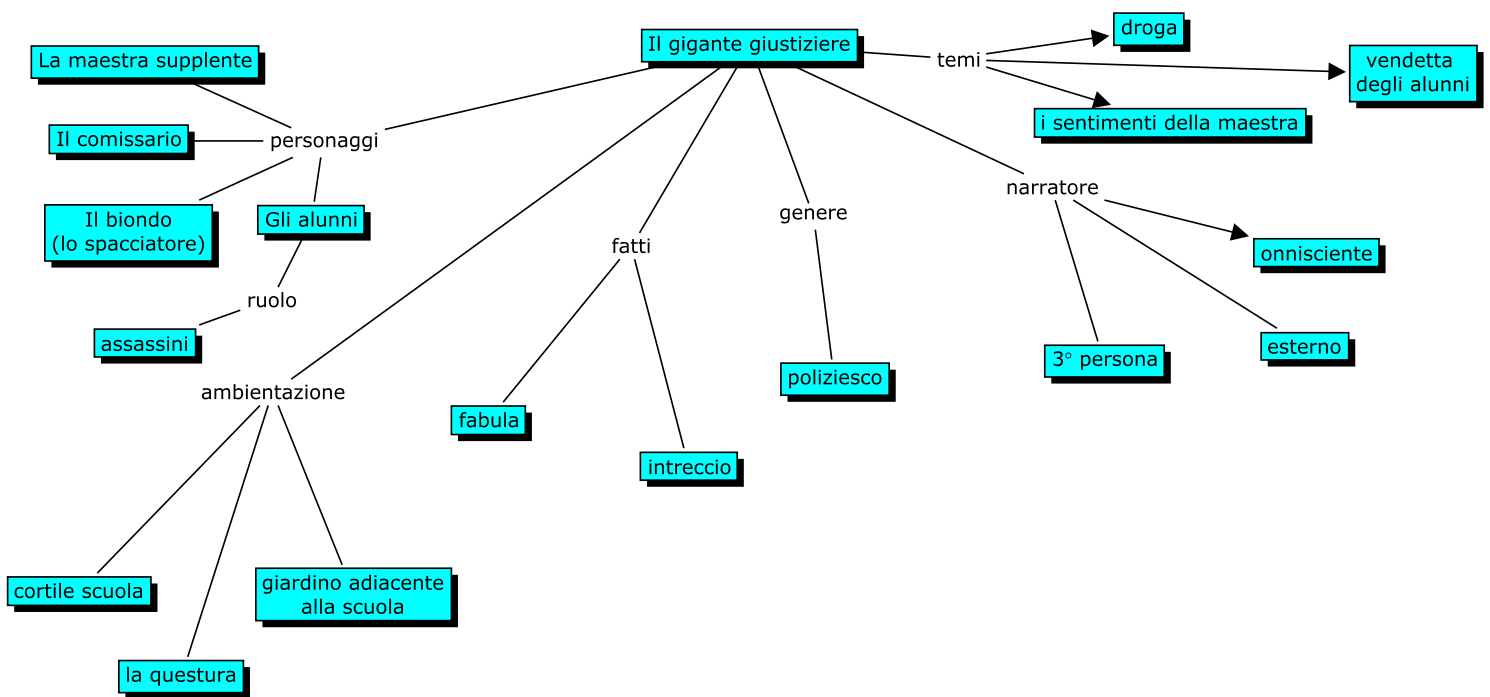 Il gigante giustiziere
temi
droga
vendetta
degli alunni
i sentimenti della maestra
La maestra supplente
Il comissario
personaggi
Il biondo
(lo spacciatore)
Gli alunni
ruolo
assassini
narratore
onnisciente
esterno
3° persona
genere
poliziesco
fatti
fabula
intreccio
ambientazione
cortile scuola
giardino adiacente
alla scuola
la questura